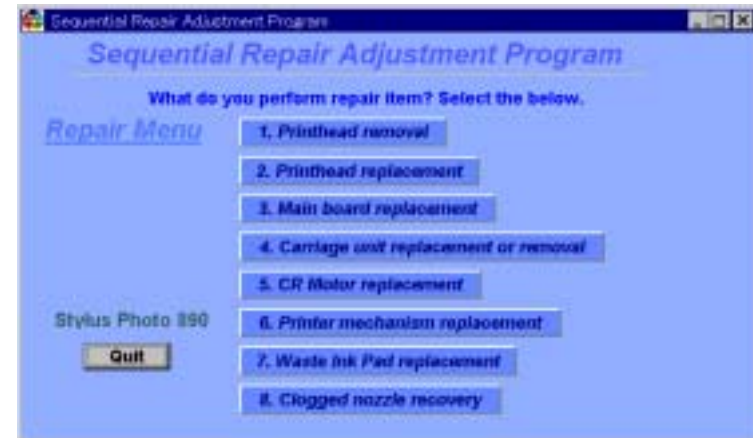 Sequential Repair Adjustment Program
Sequential Repair Adjustment Program
What do you perform repair item? Select the below.
Repair Menu
1. Printhead removal
2. Printhead replacement
3. Main board replacement
4. Carriage unit replacement or removal
5. CR Motor replacement
Stylus Photo 890
6. Printer mechanism replacement
Quit
7. Waste Ink Pad replacement
8. Clogged nozzle recovery